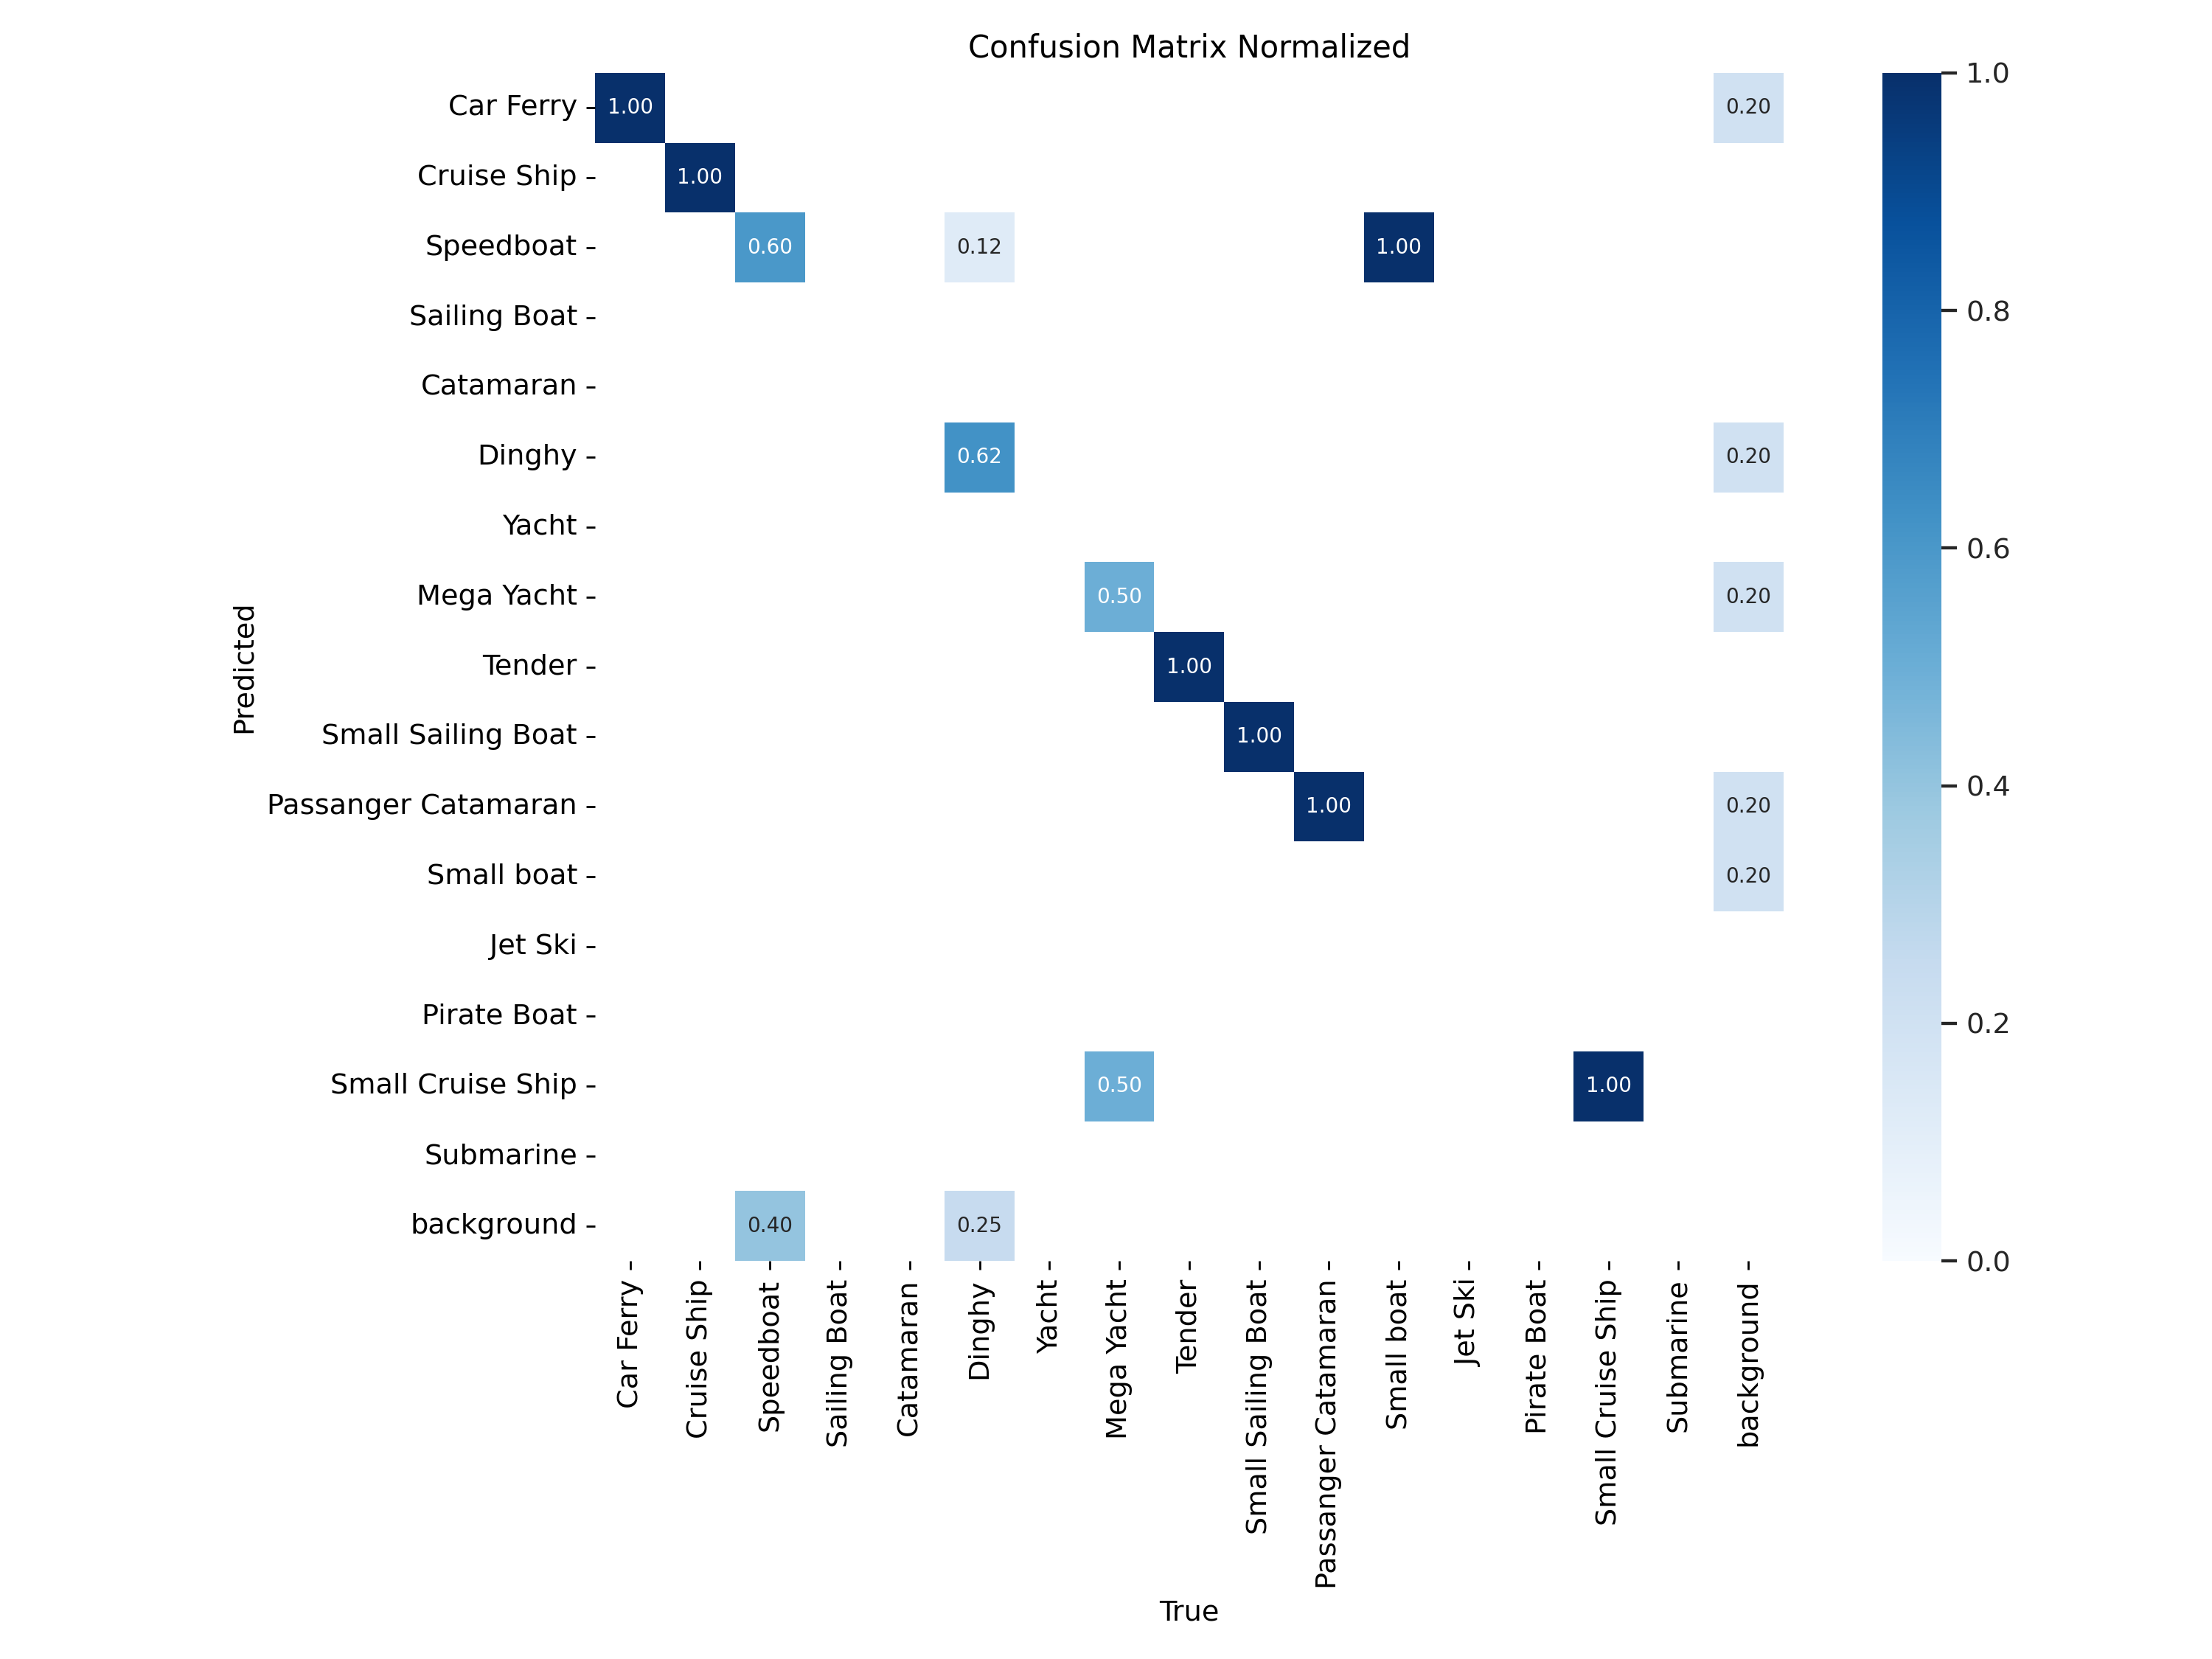 Confusion Matrix Normalized
Car Ferry
1.00
0.20
1.0
Cruise Ship
1.00
Speedboat
0.60
0.12
1.00
Sailing Boat
0.8
Catamaran
Dinghy
0.62
0.20
Yacht
0.6
Mega Yacht
0.50
0.20
Predicted
Tender
1.00
Small Sailing Boat
1.00
Passanger Catamaran
1.00
0.20
0.4
Small boat
0.20
Jet Ski
Pirate Boat
0.2
Small Cruise Ship
0.50
1.00
Submarine
background
0.40
0.25
0.0
Car Ferry
Cruise Ship
Speedboat
Sailing Boat
Catamaran
Dinghy
Yacht
Mega Yacht
Tender
Small Sailing Boat
Passanger Catamaran
Small boat
Jet Ski
Pirate Boat
Small Cruise Ship
Submarine
background
True